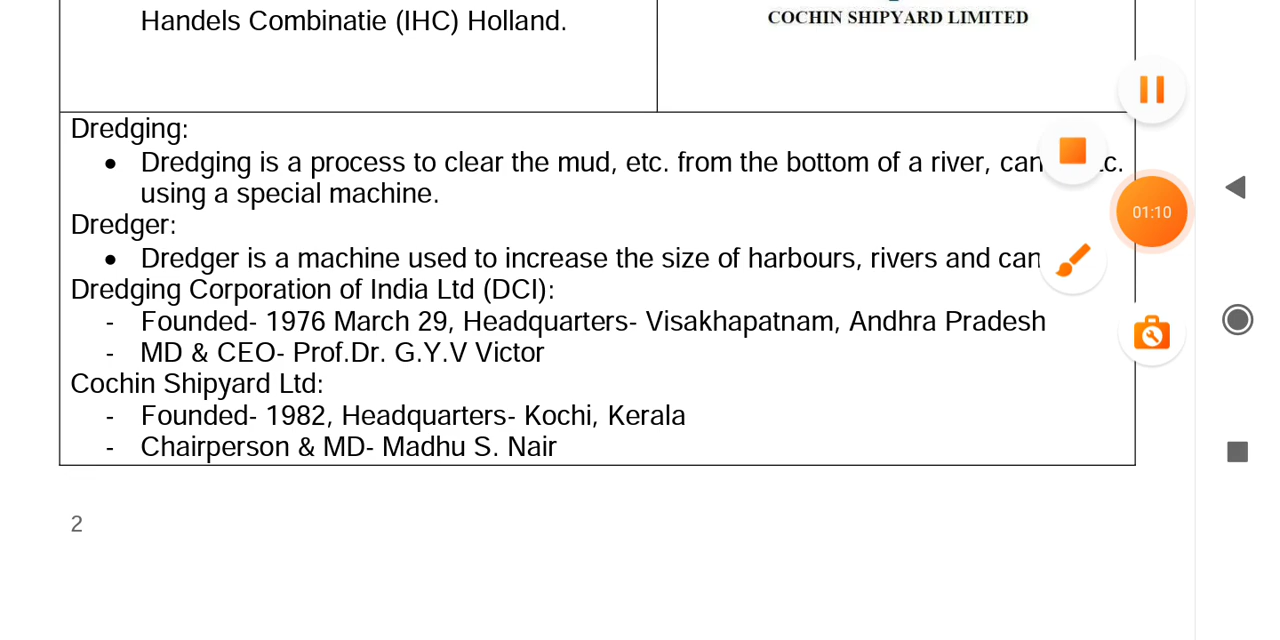 Handels Combinatie (IHC) Holland.
COCHIN SHIPYARD LIMITED
Dredging:
• Dredging is a process to clear the mud, etc. from the bottom of a river,
using a special machine.
Dredger:
• Dredger is a machine used to increase the size of harbours, rivers and
Dredging Corporation of India Ltd (DCI):
- Founded- 1976 March 29, Headquarters- Visakhapatnam, Andhra Pradesh
- MD & CEO- Prof.Dr. G.Y.V Victor
Cochin Shipyard Ltd:
- Founded- 1982, Headquarters- Kochi, Kerala
- Chairperson & MD- Madhu S. Nair
2
01:10